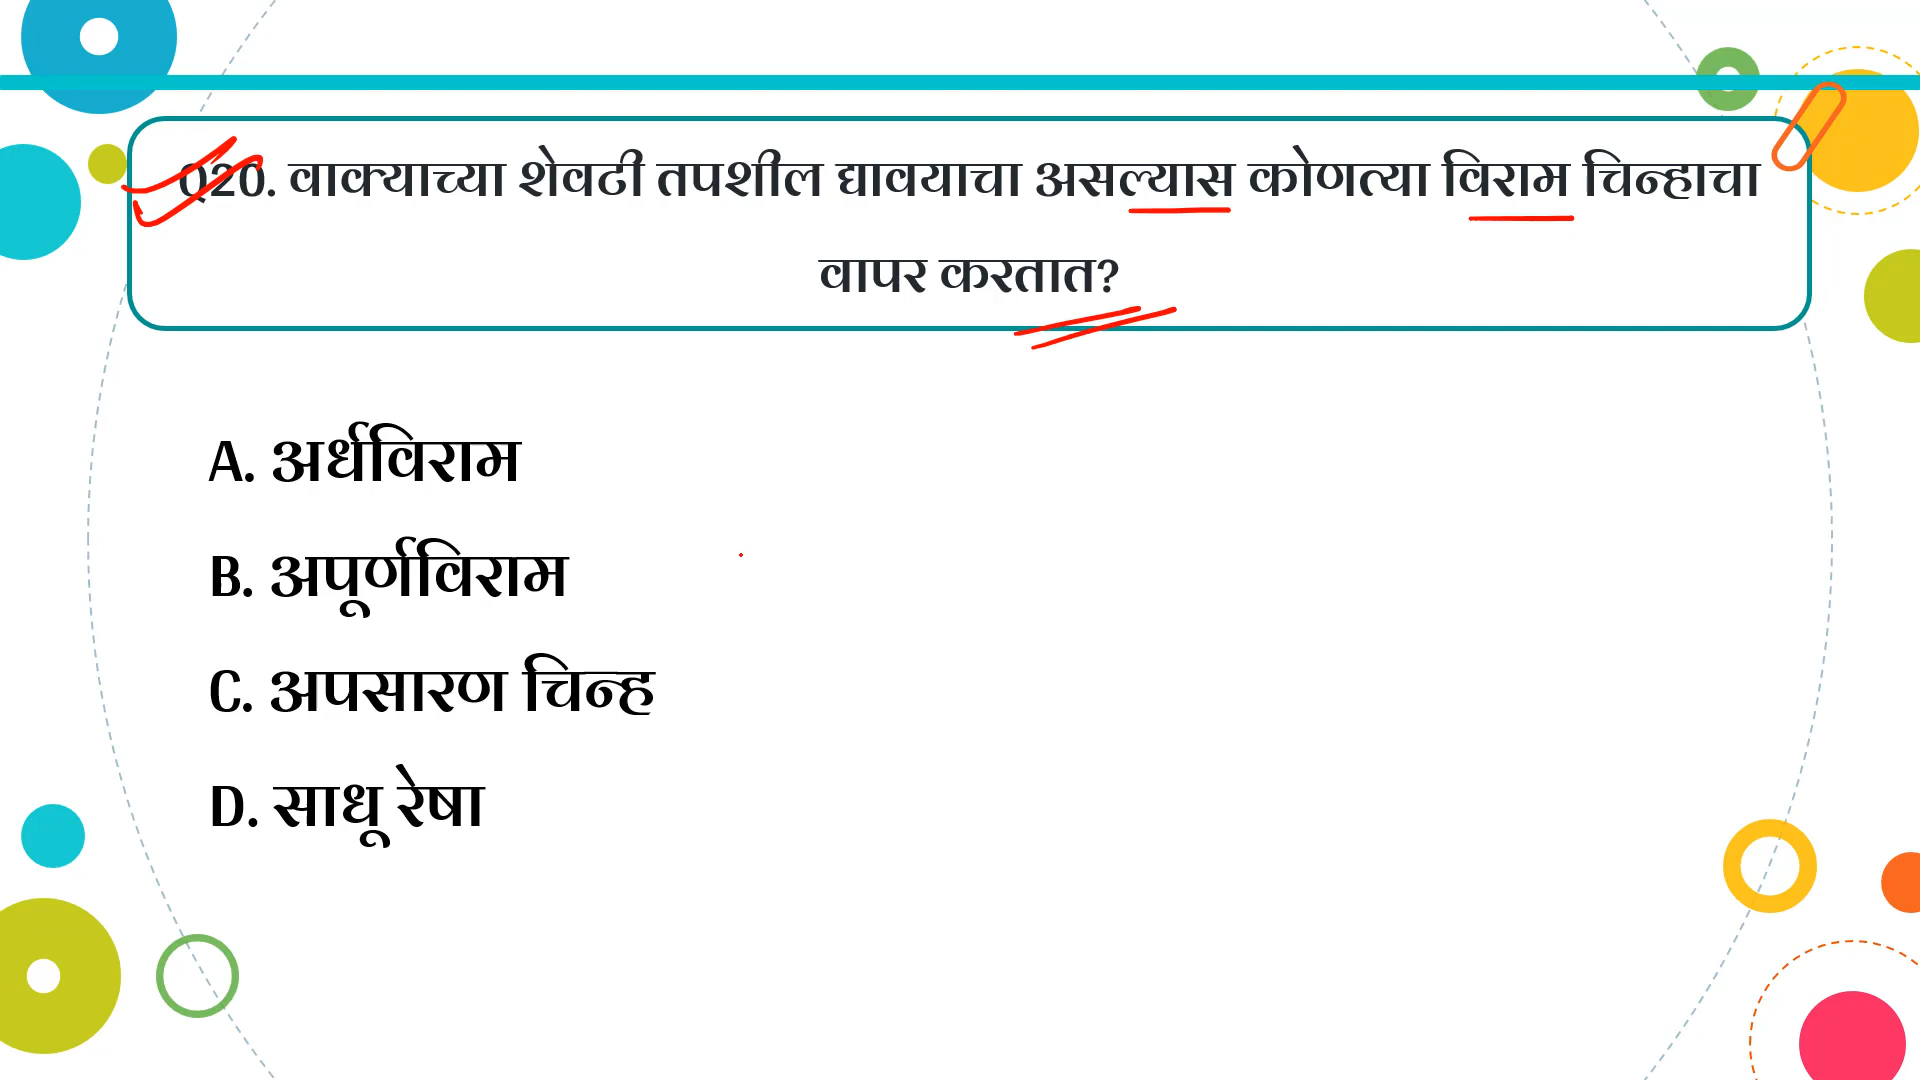 Q20. वाक्याच्या शेवटी तपशील द्यावयाचा असल्यास कोणत्या विराम चिन्हाचा
वापर करतात?
A. अर्धविराम
B. अपूर्णविराम
C. अपसारण चिन्ह
D. साधू रेषा